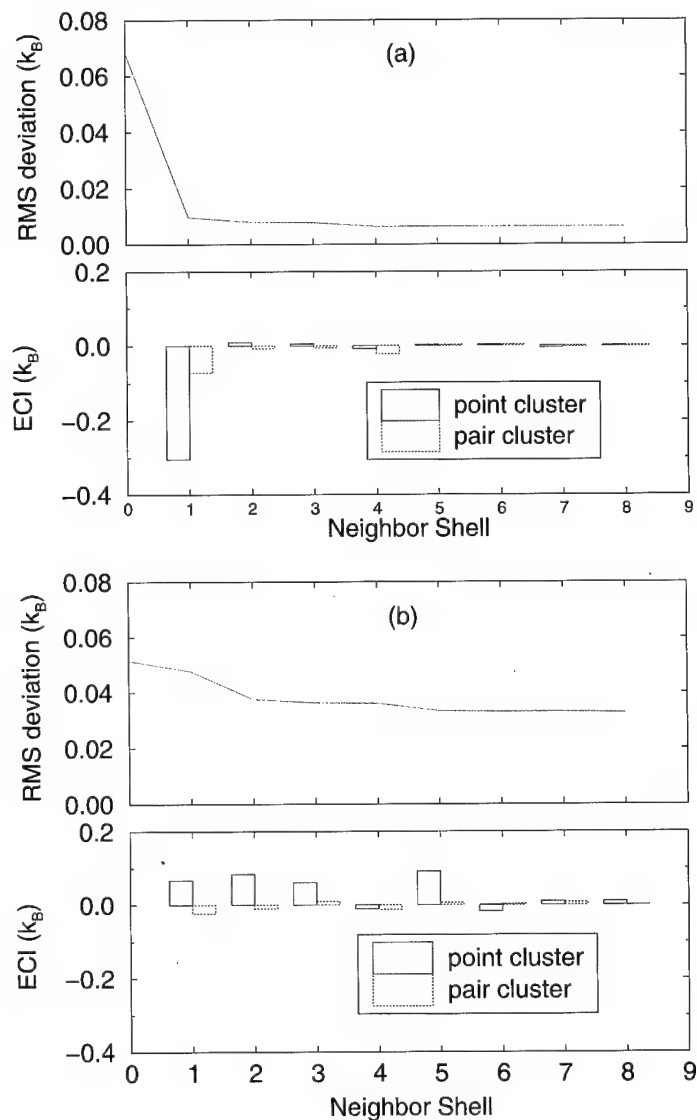 0.08
0.06
0.04
0.02
0.00
RMS deviation (k_B)
(a)
0.2
0.0
−0.2
−0.4
ECI (k_B)
point cluster
pair cluster
0 1 2 3 4 5 6 7 8 9
Neighbor Shell
0.08
0.06
0.04
0.02
0.00
RMS deviation (k_B)
(b)
0.2
0.0
−0.2
−0.4
ECI (k_B)
point cluster
pair cluster
0 1 2 3 4 5 6 7 8 9
Neighbor Shell